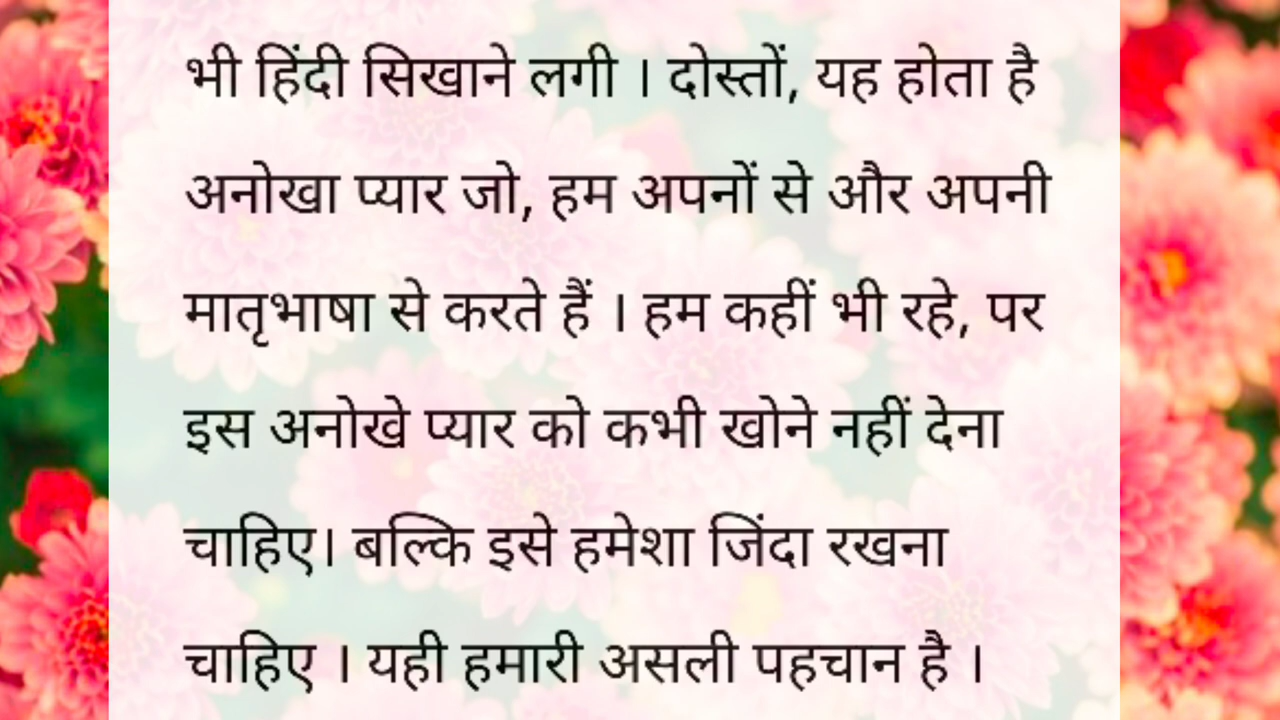 भी हिंदी सिखाने लगी । दोस्तों, यह होता है
अनोखा प्यार जो, हम अपनों से और अपनी
मातृभाषा से करते हैं । हम कहीं भी रहे, पर
इस अनोखे प्यार को कभी खोने नहीं देना
चाहिए। बल्कि इसे हमेशा जिंदा रखना
चाहिए । यही हमारी असली पहचान है ।